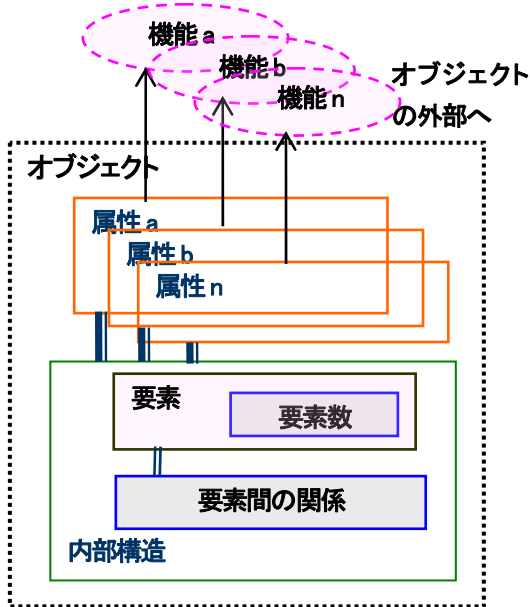 機能a
機能b
機能n
オブジェクト
の外部へ
オブジェクト
属性a
属性b
属性n
要素
要素数
要素間の関係
内部構造